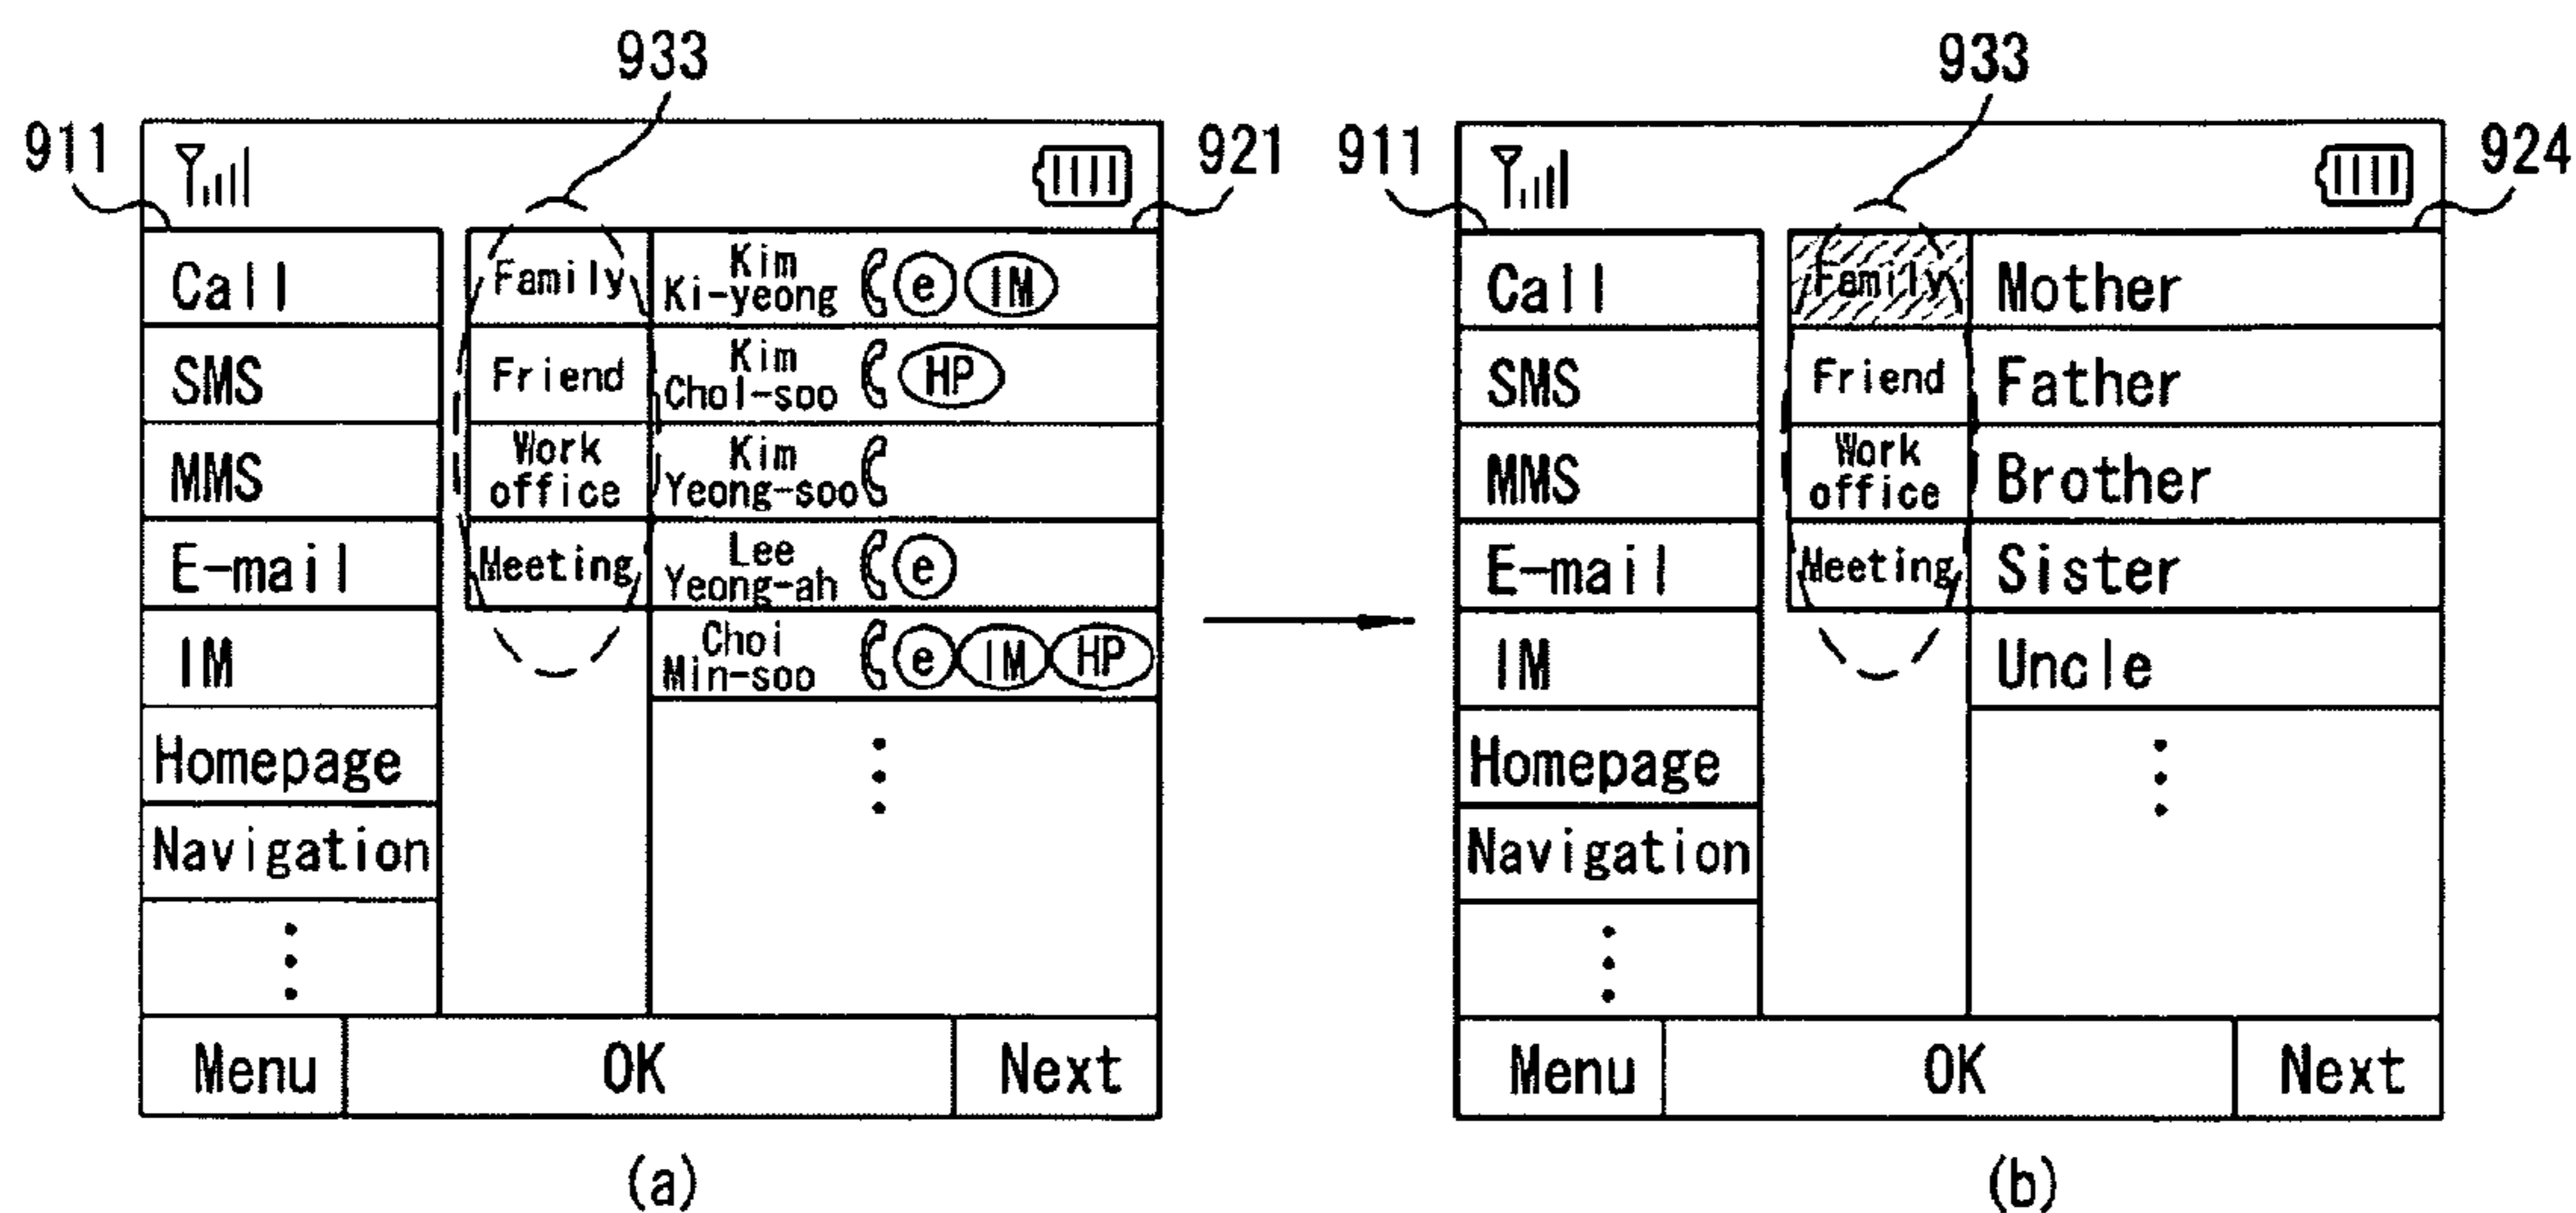 933
911
921
Call
SMS
MMS
E-mail
IM
Homepage
Navigation
Family
Friend
Work
office
Meeting
Kim
Ki-yeong e IM
Kim
Chol-soo HP
Kim
Yeong-soo
Lee
Yeong-ah e
Choi
Min-soo e IM HP
Menu OK Next
(a)
933
911
924
Call
SMS
MMS
E-mail
IM
Homepage
Navigation
Family
Friend
Work
office
Meeting
Mother
Father
Brother
Sister
Uncle
Menu OK Next
(b)